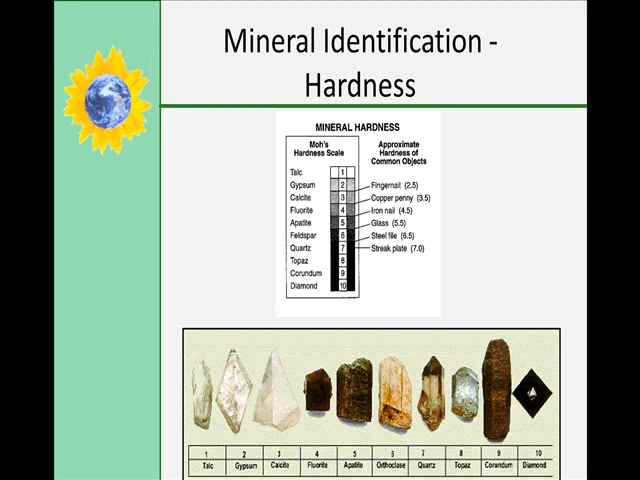 Mineral Identification -
Hardness
MINERAL HARDNESS
Moh's
Hardness Scale
Approximate
Hardness of
Common Objects
Talc 1
Gypsum 2
Fingernail (2.5)
Calcite 3
Copper penny (3.5)
Fluorite 4
Iron nail (4.5)
Apatite 5
Glass (5.5)
Feldspar 6
Steel file (6.5)
Quartz 7
Streak plate (7.0)
Topaz 8
Corundum 9
Diamond 10
1 2 3 4 5 6 7 8 9 10
Talc Gypsum Calcite Fluorite Apatite Orthoclase Quartz Topaz Corundum Diamond